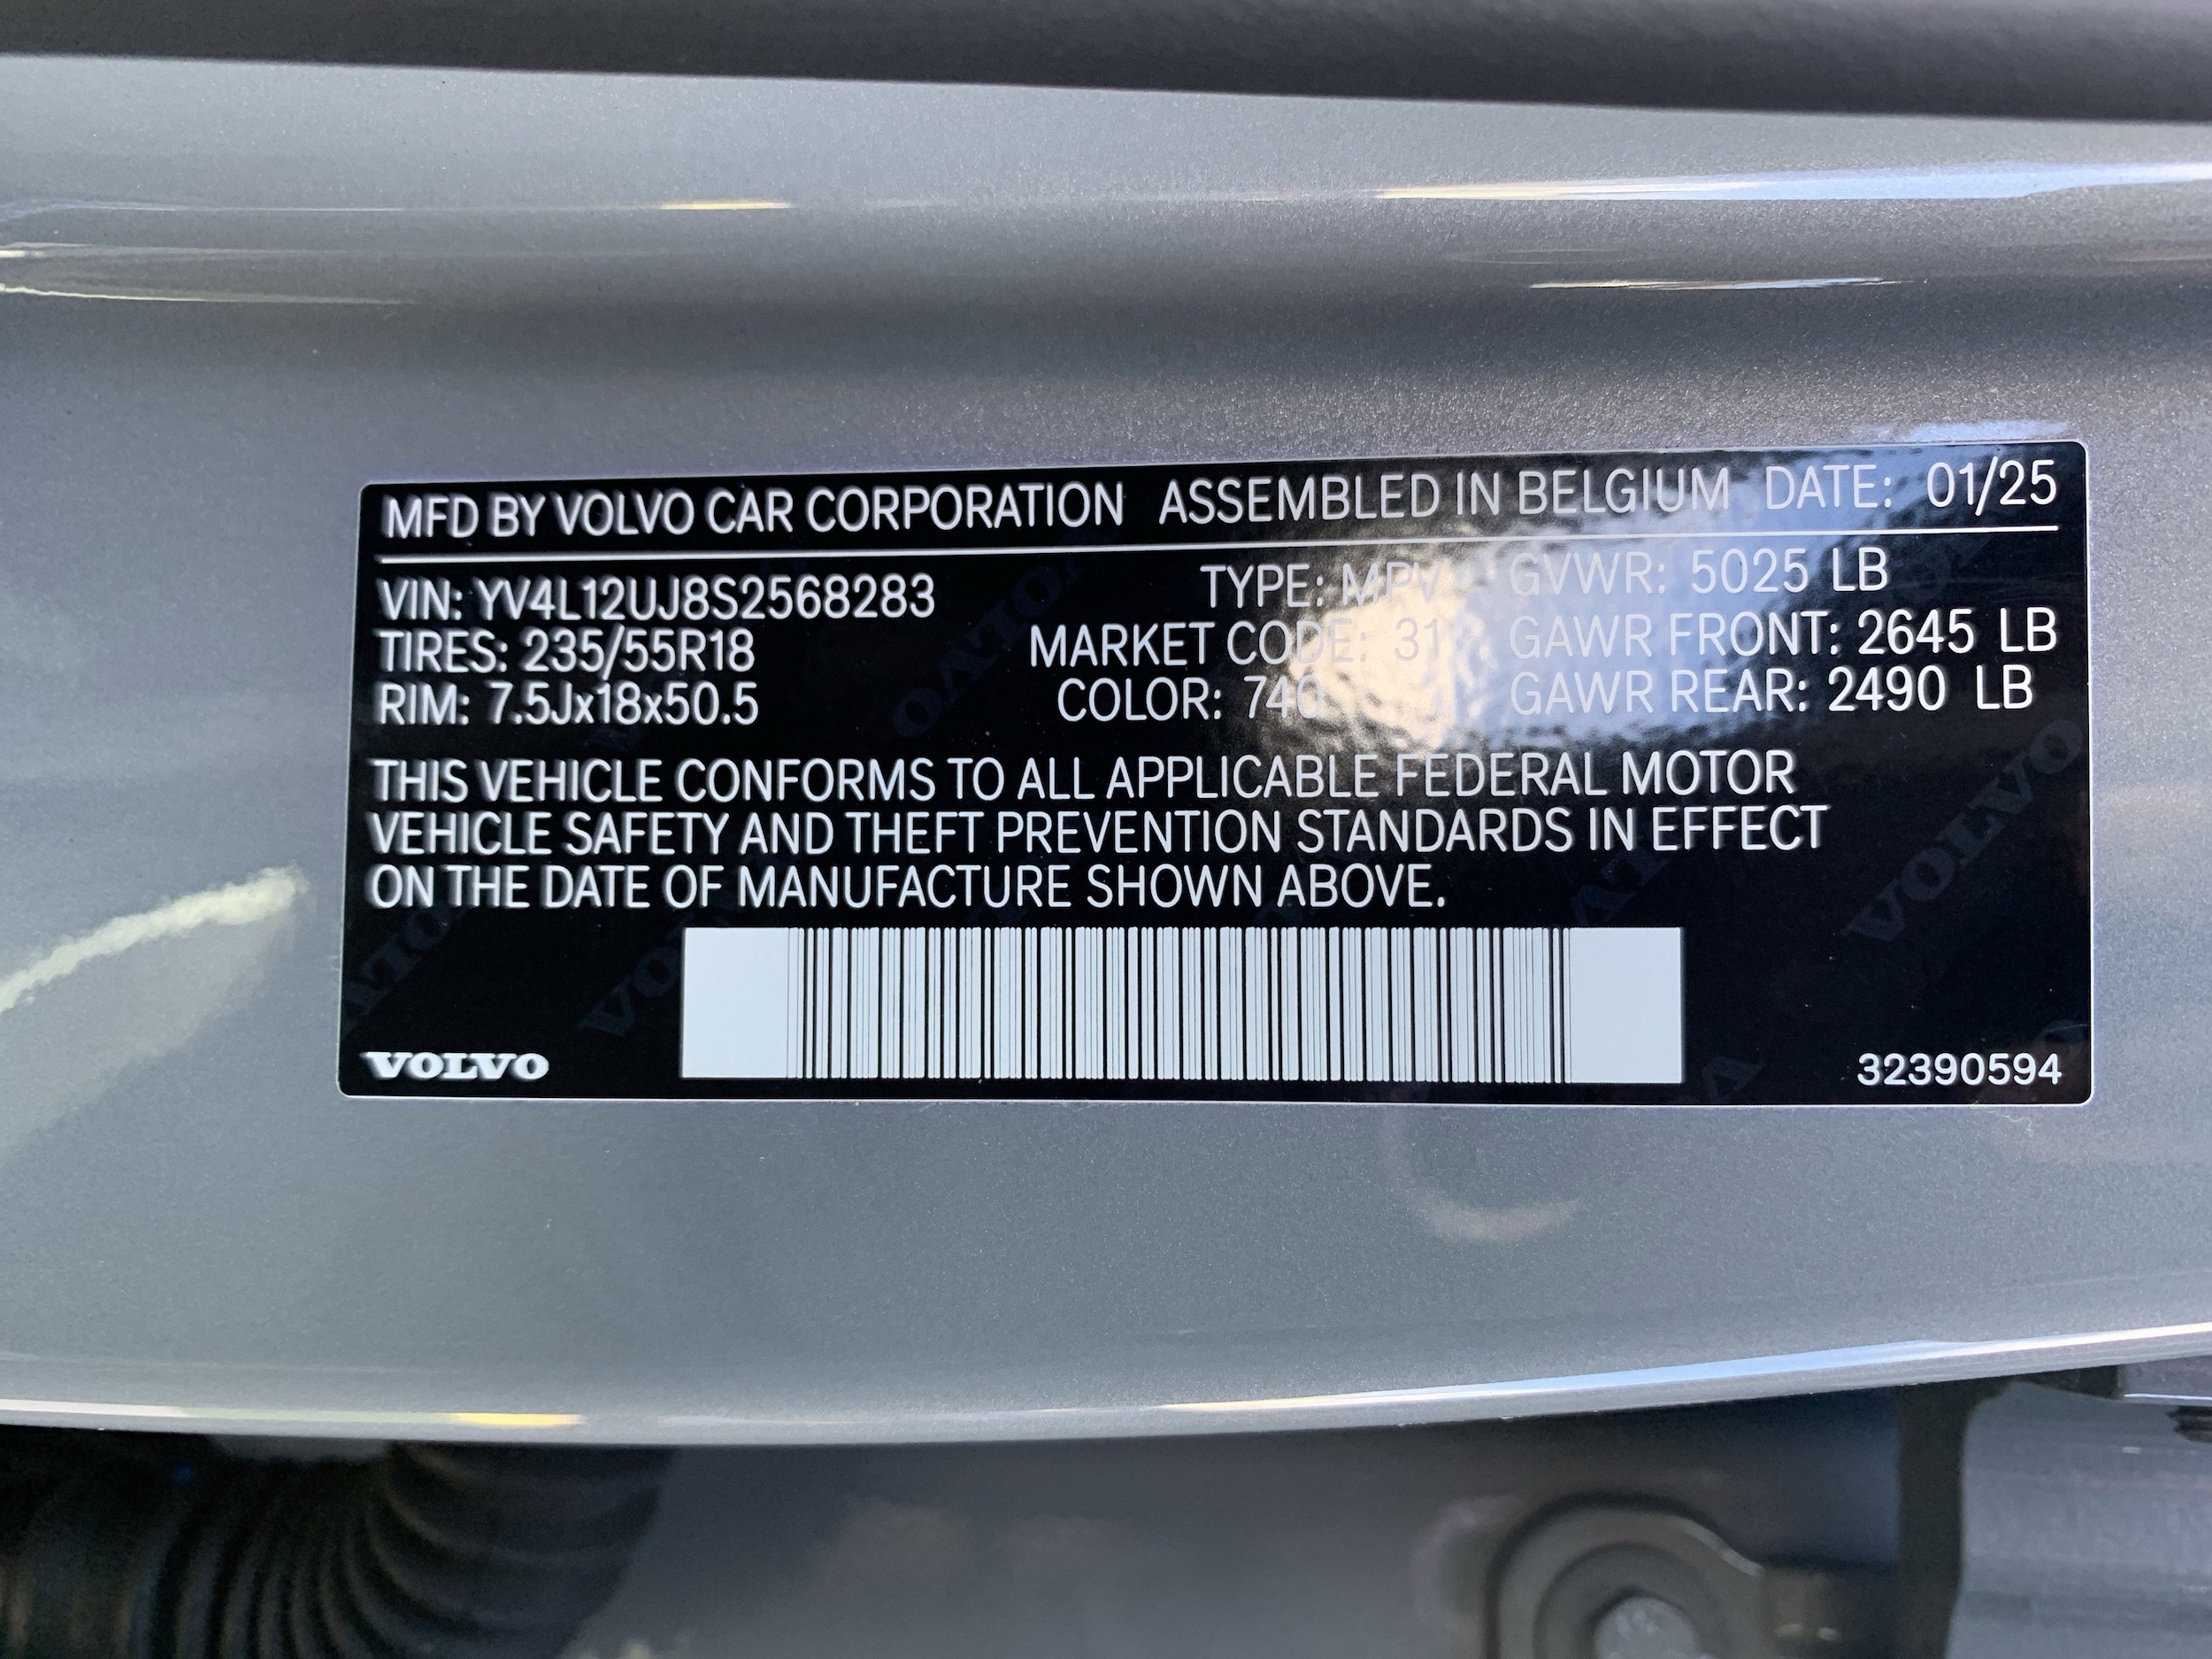 MFD BY VOLVO CAR CORPORATION ASSEMBLED IN BELGIUM DATE: 01/25
VIN: YV4L12UJ8S2568283 TYPE: MPV GVWR: 5025 LB
TIRES: 235/55R18 MARKET CODE: 31 GAWR FRONT: 2645 LB
RIM: 7.5Jx18x50.5 COLOR: 740 GAWR REAR: 2490 LB
THIS VEHICLE CONFORMS TO ALL APPLICABLE FEDERAL MOTOR
VEHICLE SAFETY AND THEFT PREVENTION STANDARDS IN EFFECT
ON THE DATE OF MANUFACTURE SHOWN ABOVE.
VOLVO 32390594